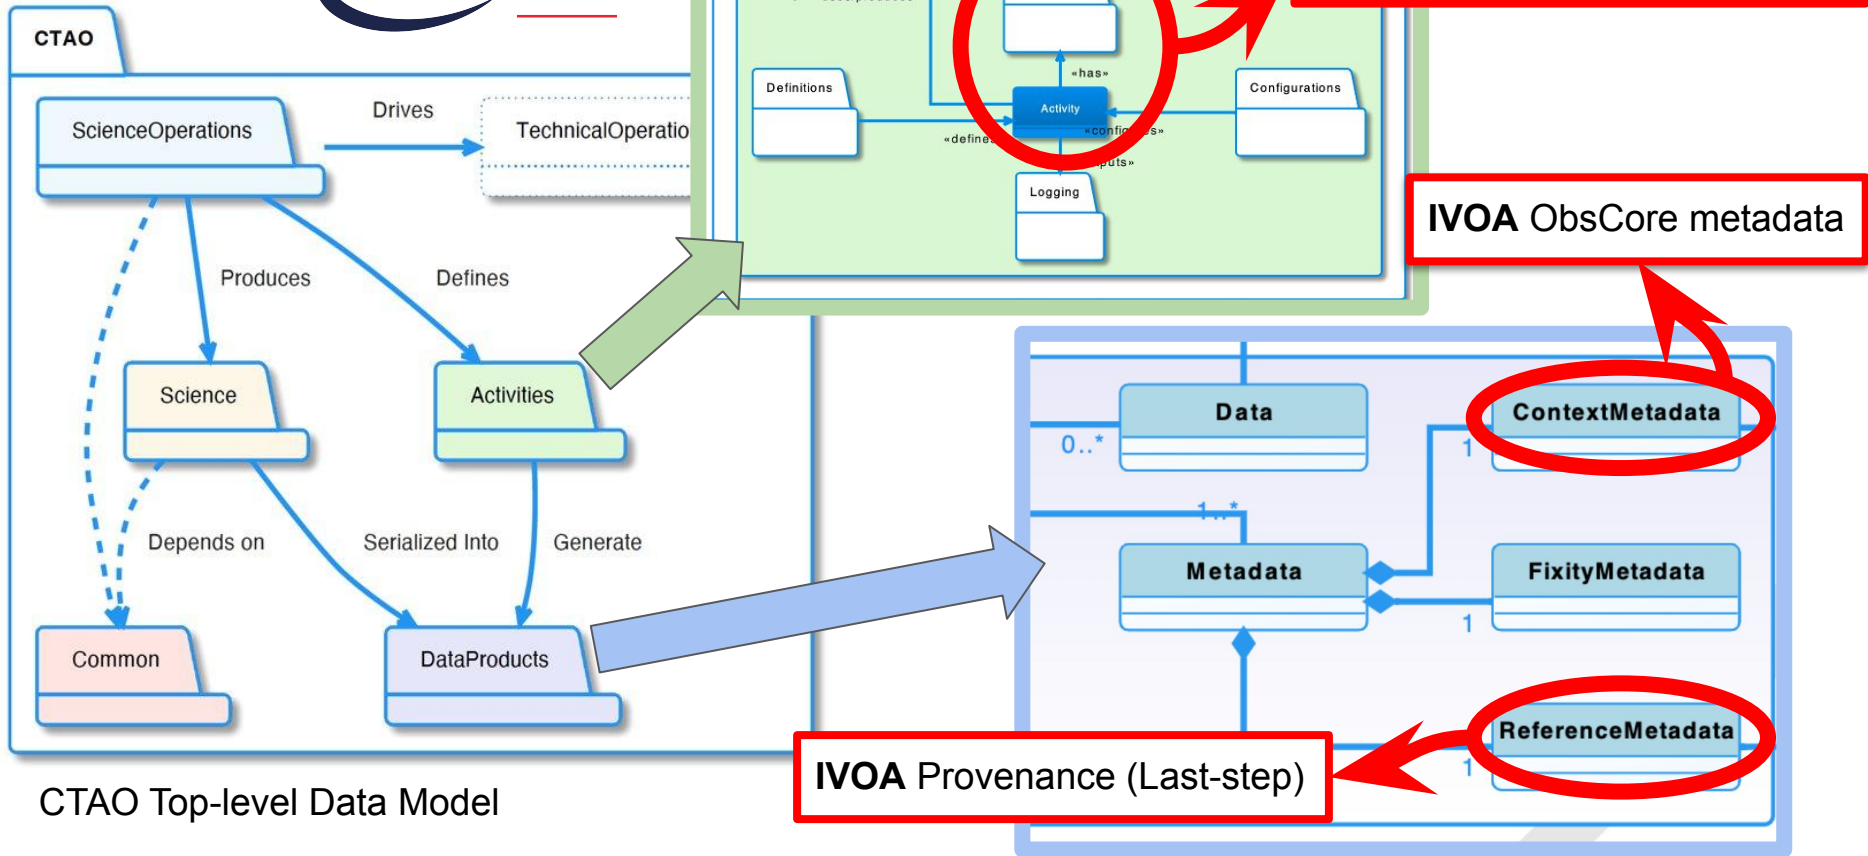 CTAO
ScienceOperations
Drives
TechnicalOperatio
Produces
Defines
Science
Activities
Depends on
Serialized Into
Generate
Common
DataProducts
CTAO Top-level Data Model
«has»
Definitions
Activity
Configurations
«define
Logging
IVOA ObsCore metadata
Data
0..*
ContextMetadata
1
1..*
Metadata
FixityMetadata
1
ReferenceMetadata
1
IVOA Provenance (Last-step)